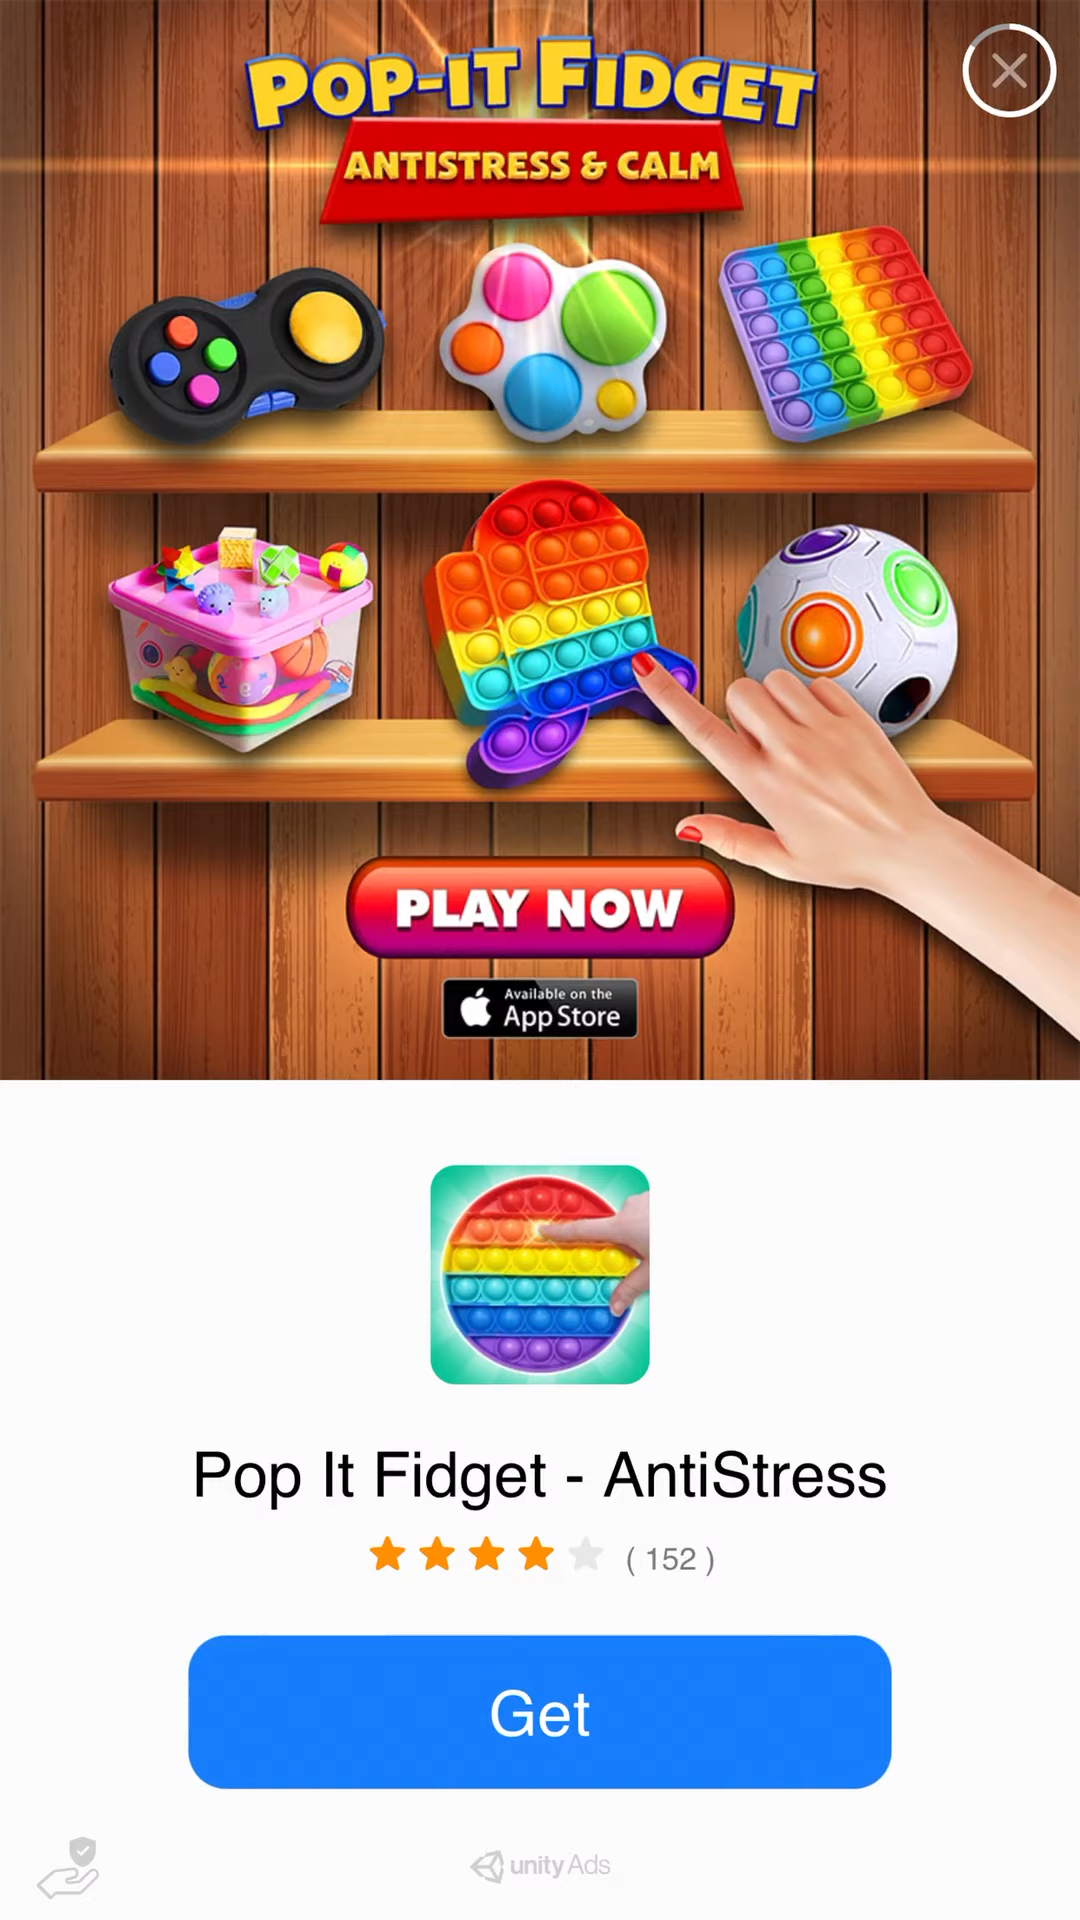 POP-IT FIDGET
ANTISTRESS & CALM
PLAY NOW
Available on the
App Store
Pop It Fidget - AntiStress
( 152 )
Get
unity Ads